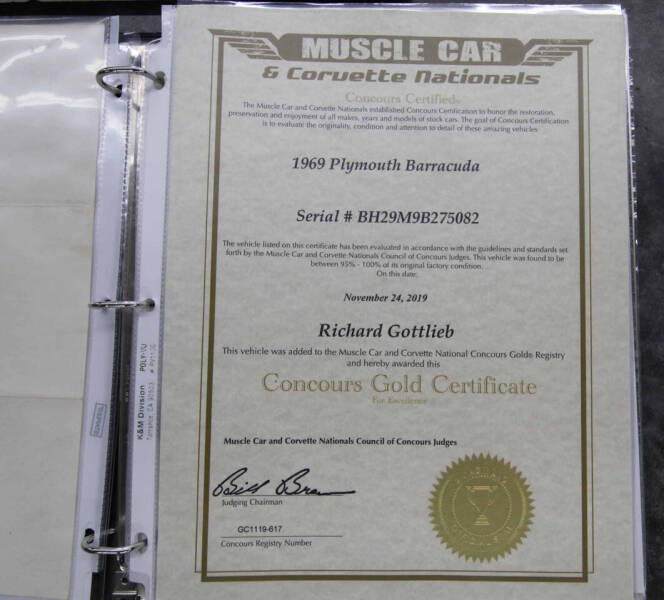 MUSCLE CAR
& Corvette Nationals
Concours Certified
The Muscle Car and Corvette Nationals established Concours Certification to honor the restoration,
preservation and enjoyment of all makes, years and models of stock cars. The goal of Concours Certification
is to evaluate the originality, condition and attention to detail of these amazing vehicles
1969 Plymouth Barracuda
Serial # BH29M9B275082
The vehicle listed on this certificate has been evaluated in accordance with the guidelines and standards set
forth by the Muscle Car and Corvette Nationals Council of Concours Judges. This vehicle was found to be
between 95% - 100% of its original factory condition.
On this date:
November 24, 2019
Richard Gottlieb
This vehicle was added to the Muscle Car and Corvette National Concours Golde Registry
and hereby awarded this
Concours Gold Certificate
For Excellence
Muscle Car and Corvette Nationals Council of Concours Judges
Judging Chairman
GC1119-617
Concours Registry Number
K&M Division POLY-VU
Torrance, CA 90503